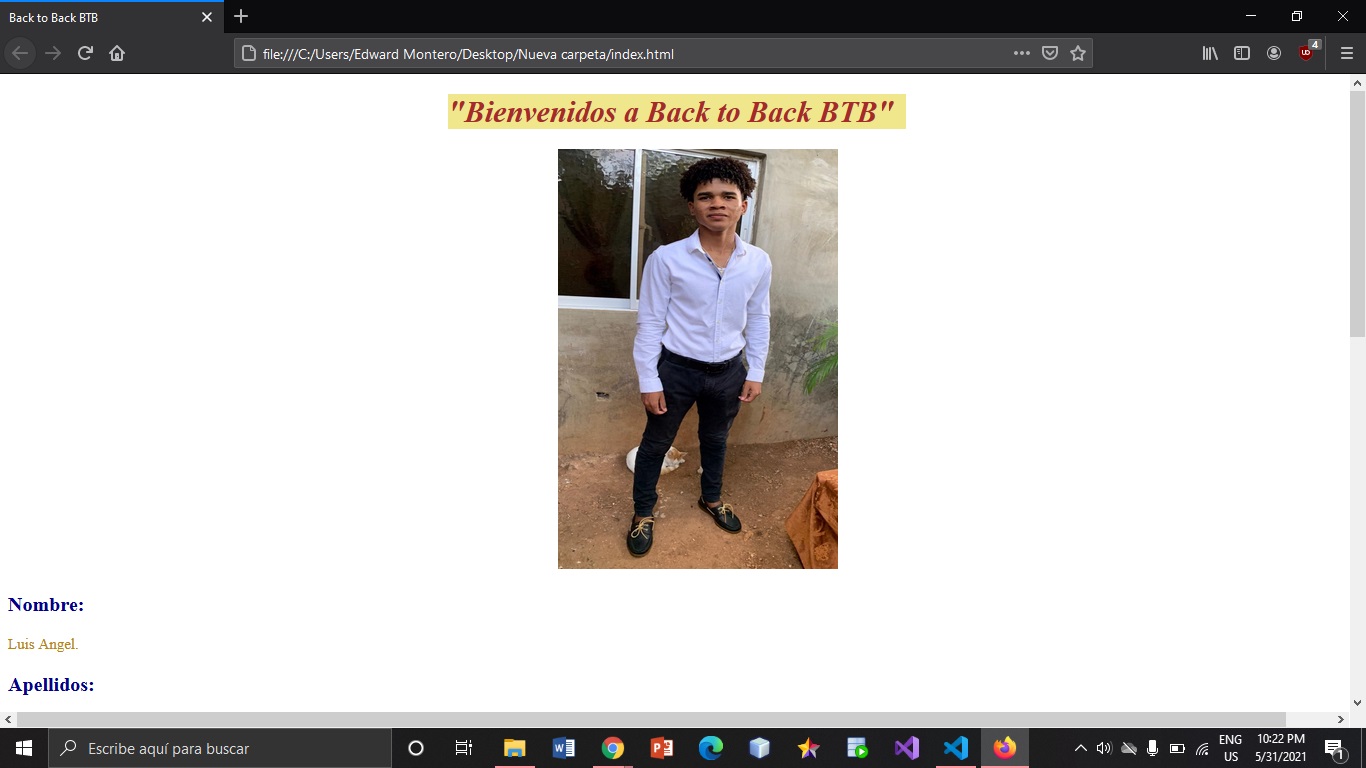 Back to Back BTB
file:///C:/Users/Edward Montero/Desktop/Nueva carpeta/index.html
4
"Bienvenidos a Back to Back BTB"
Nombre:
Luis Angel.
Apellidos:
Escribe aquí para buscar
ENG
US
10:22 PM
5/31/2021
1